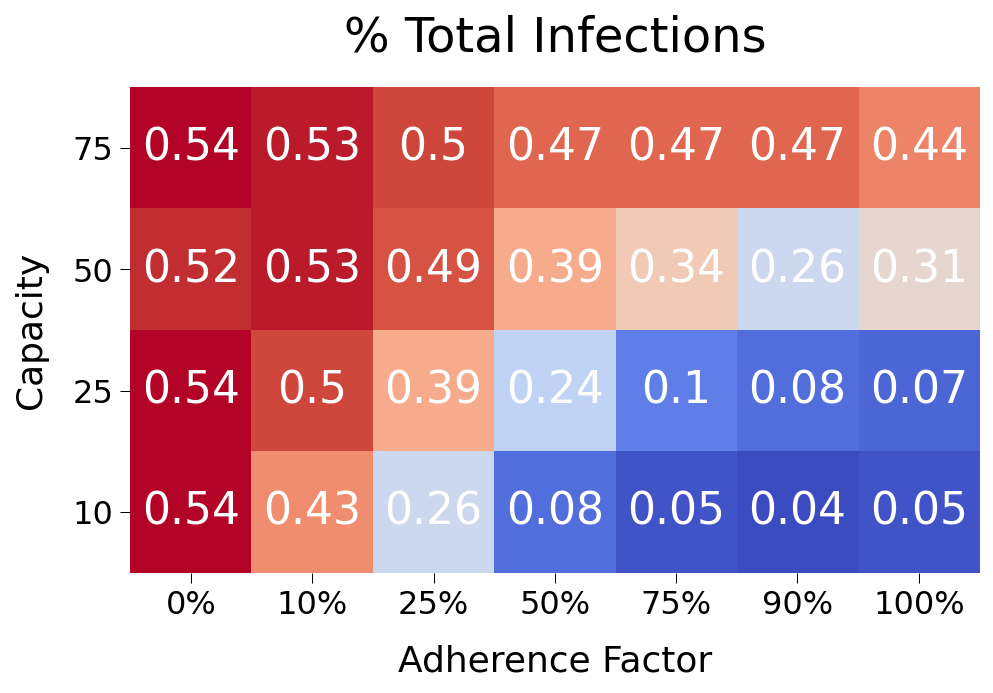 % Total Infections
75 0.54 0.53 0.5 0.47 0.47 0.47 0.44
50 0.52 0.53 0.49 0.39 0.34 0.26 0.31
25 0.54 0.5 0.39 0.24 0.1 0.08 0.07
10 0.54 0.43 0.26 0.08 0.05 0.04 0.05
Capacity
0% 10% 25% 50% 75% 90% 100%
Adherence Factor